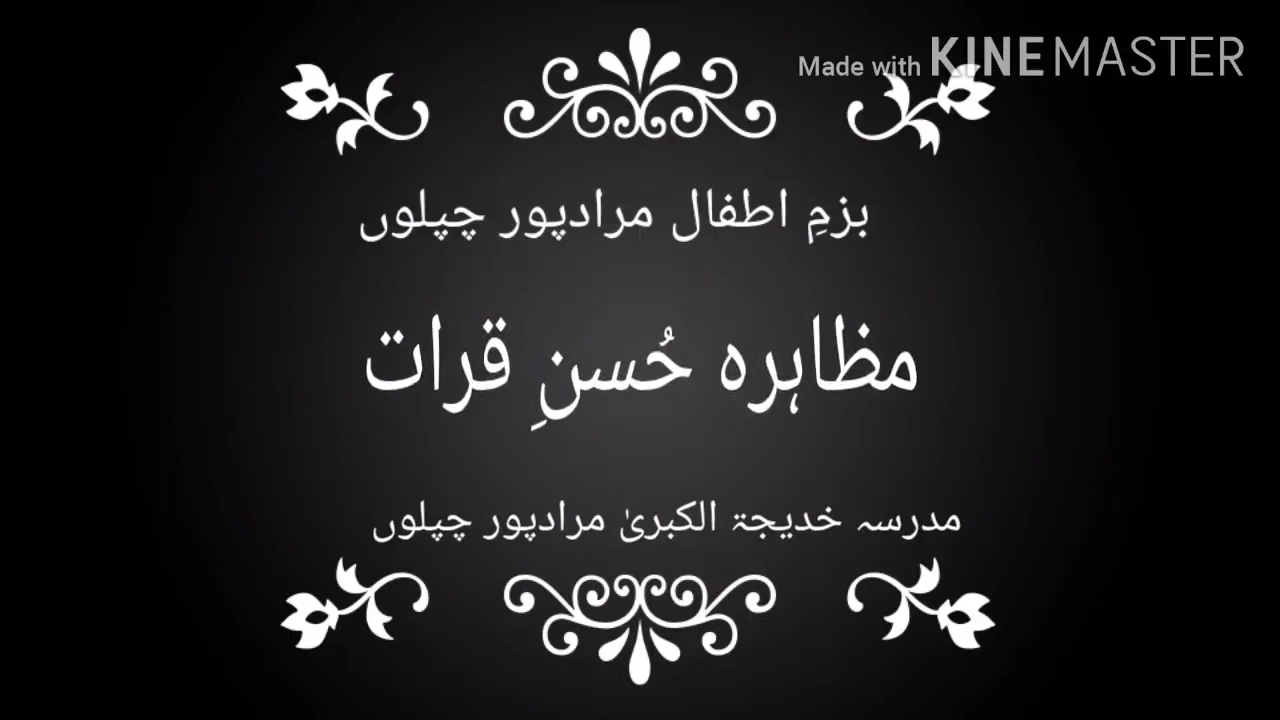 Made with KINEMASTER
بزمِ اطفال مرادپور چپلوں
مظاہرہ حُسنِ قرات
مدرسہ خدیجۃ الکبریٰ مرادپور چپلوں